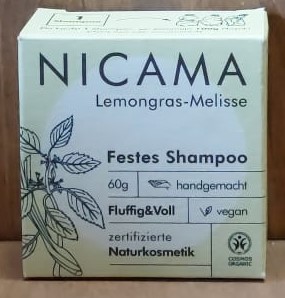 NICAMA
Lemongras-Melisse
Festes Shampoo
60g handgemacht
Fluffig&Voll vegan
zertifizierte
Naturkosmetik
COSMOS
ORGANIC